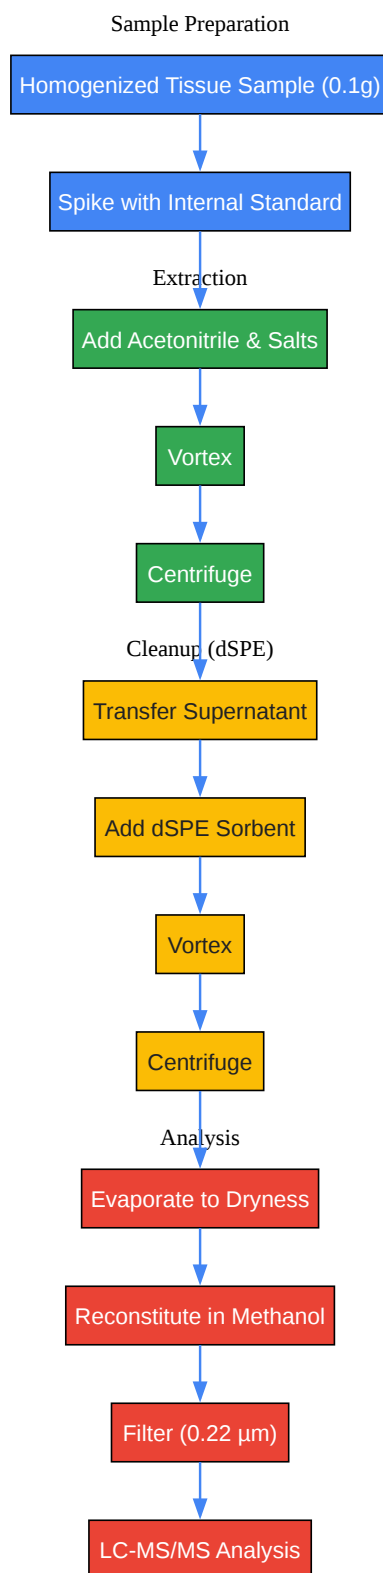 Sample Preparation
Homogenized Tissue Sample (0.1g)
Spike with Internal Standard
Extraction
Add Acetonitrile & Salts
Vortex
Centrifuge
Cleanup (dSPE)
Transfer Supernatant
Add dSPE Sorbent
Vortex
Centrifuge
Analysis
Evaporate to Dryness
Reconstitute in Methanol
Filter (0.22 µm)
LC-MS/MS Analysis